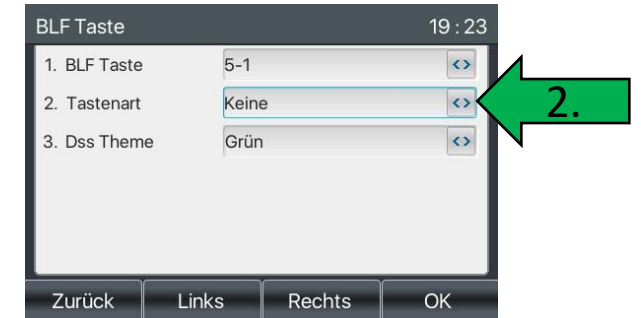 BLF Taste 19 : 23
1. BLF Taste 5-1 <>
2. Tastenart Keine <>
3. Dss Theme Grün <>
2.
Zurück Links Rechts OK